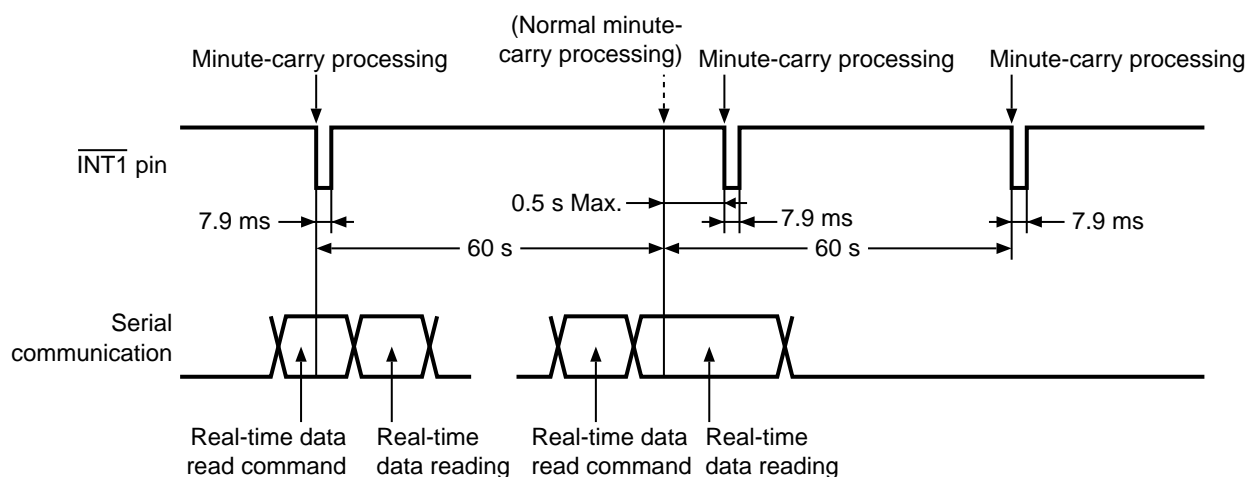 (Normal minute-
carry processing)
Minute-carry processing
Minute-carry processing
Minute-carry processing
INT1 pin
0.5 s Max.
7.9 ms
7.9 ms
7.9 ms
60 s
60 s
Serial
communication
Real-time data
read command
Real-time
data reading
Real-time data
read command
Real-time
data reading